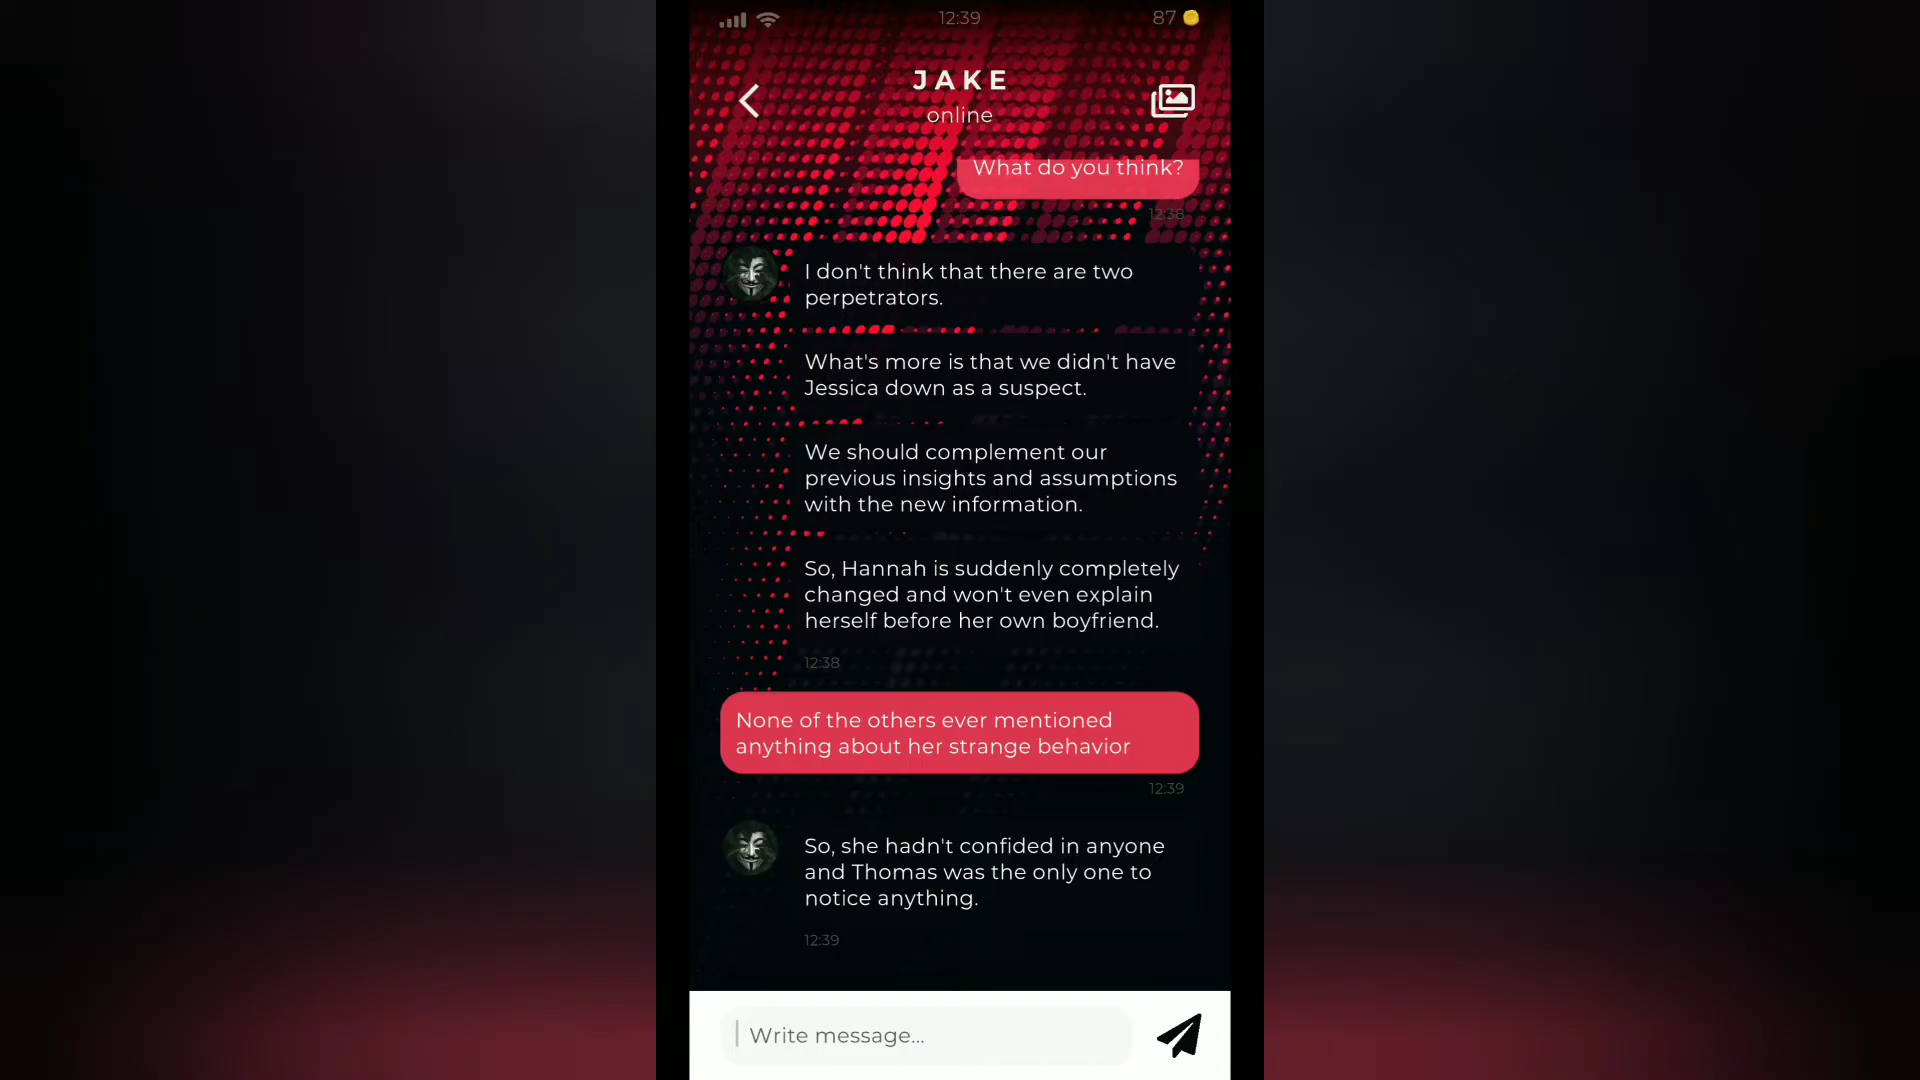 12:39
87
JAKE
online
What do you think?
12:38
I don't think that there are two
perpetrators.
What's more is that we didn't have
Jessica down as a suspect.
We should complement our
previous insights and assumptions
with the new information.
So, Hannah is suddenly completely
changed and won't even explain
herself before her own boyfriend.
12:38
None of the others ever mentioned
anything about her strange behavior
12:39
So, she hadn't confided in anyone
and Thomas was the only one to
notice anything.
12:39
Write message...